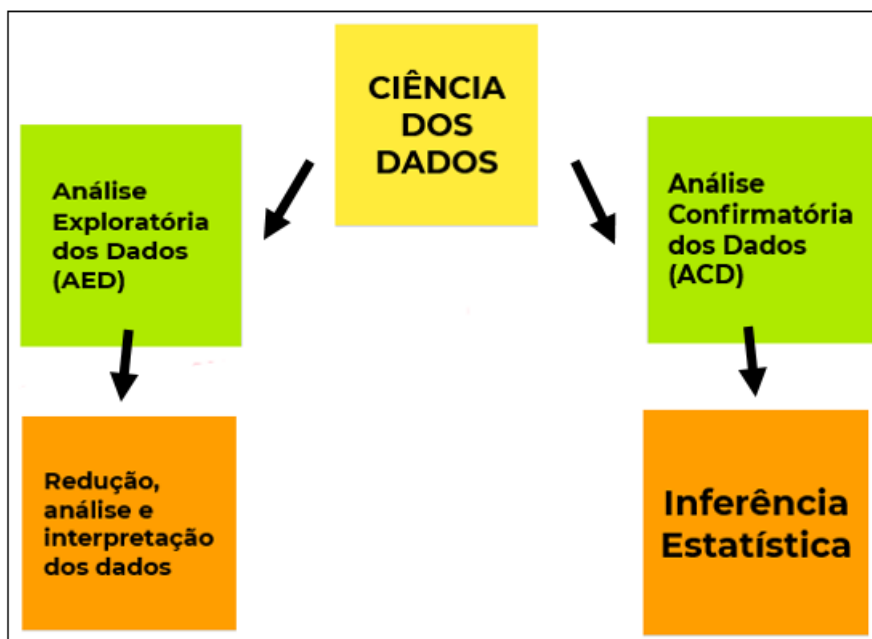 CIÊNCIA
DOS
DADOS
Análise
Exploratória
dos Dados
(AED)
Análise
Confirmatória
dos Dados
(ACD)
Redução,
análise e
interpretação
dos dados
Inferência
Estatística